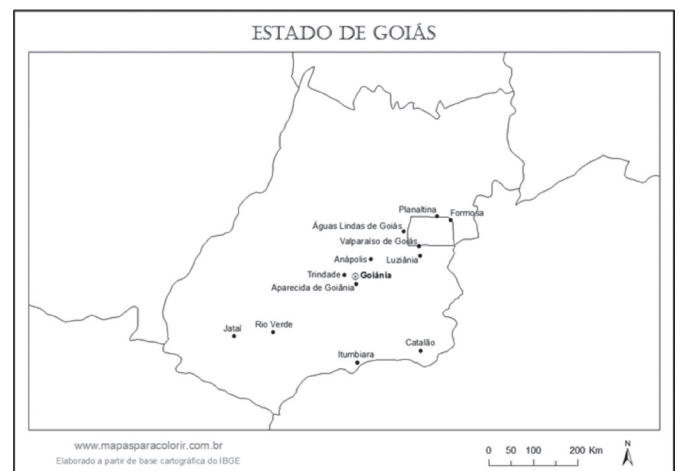 ESTADO DE GOIÁS
Planaltina
Formosa
Águas Lindas de Goiás
Valparaíso de Goiás
Anápolis
Luziânia
Trindade
Goiânia
Aparecida de Goiânia
Jataí
Rio Verde
Catalão
Itumbiara
www.mapasparacolorir.com.br
Elaborado a partir de base cartográfica do IBGE
0 50 100 200 Km
N